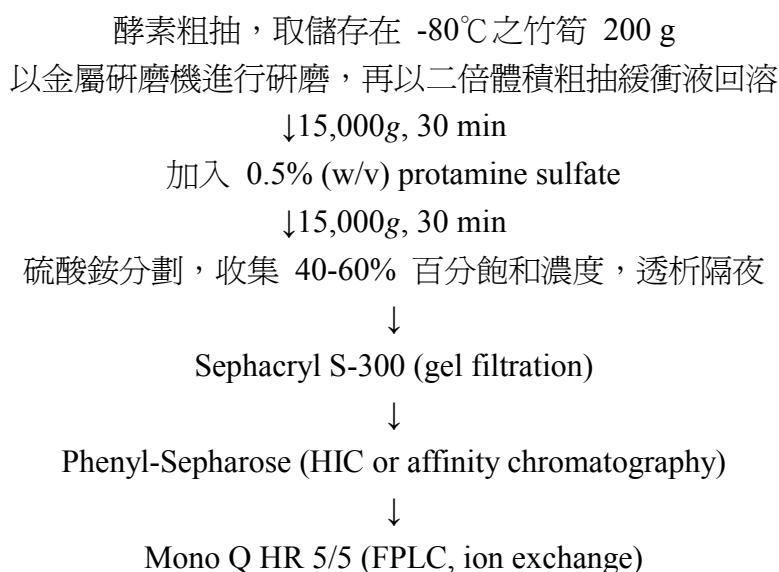 酵素粗抽，取儲存在 -80℃之竹筍 200 g
以金屬研磨機進行研磨，再以二倍體積粗抽緩衝液回溶
↓15,000g, 30 min
加入 0.5% (w/v) protamine sulfate
↓15,000g, 30 min
硫酸銨分劃，收集 40-60% 百分飽和濃度，透析隔夜
↓
Sephacryl S-300 (gel filtration)
↓
Phenyl-Sepharose (HIC or affinity chromatography)
↓
Mono Q HR 5/5 (FPLC, ion exchange)